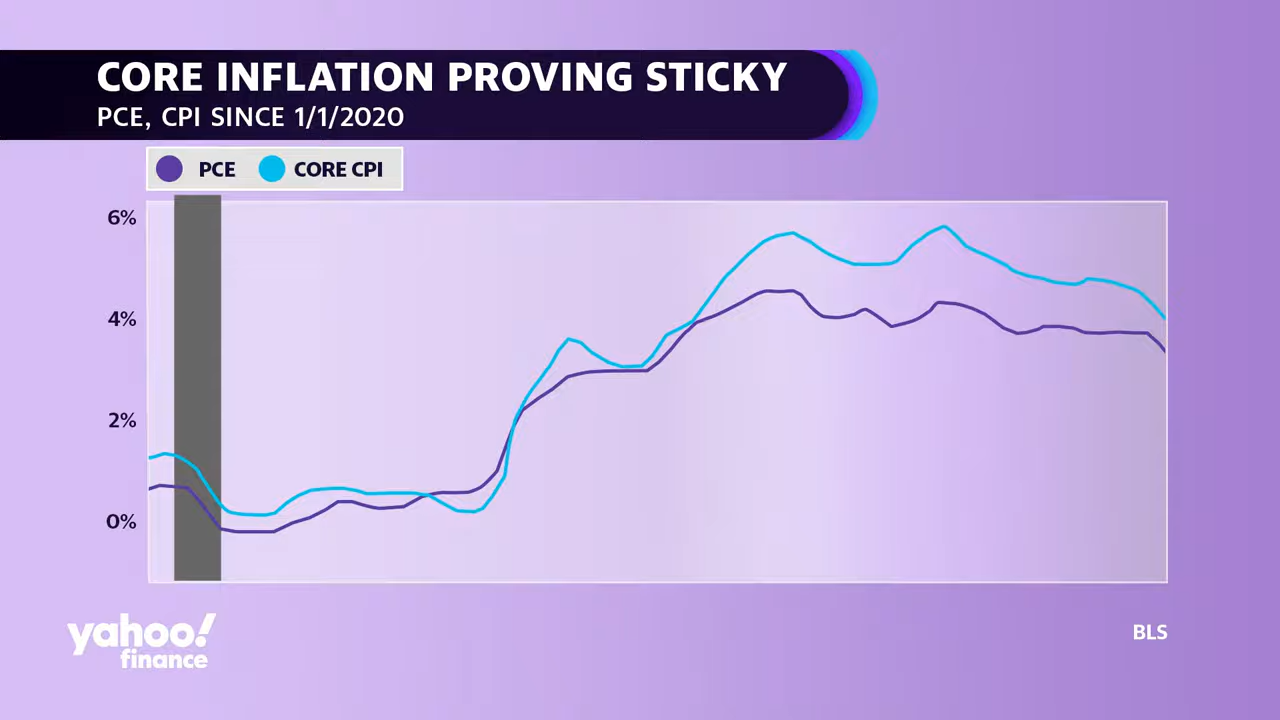 CORE INFLATION PROVING STICKY
PCE, CPI SINCE 1/1/2020
PCE CORE CPI
6%
4%
2%
0%
yahoo!
finance
BLS